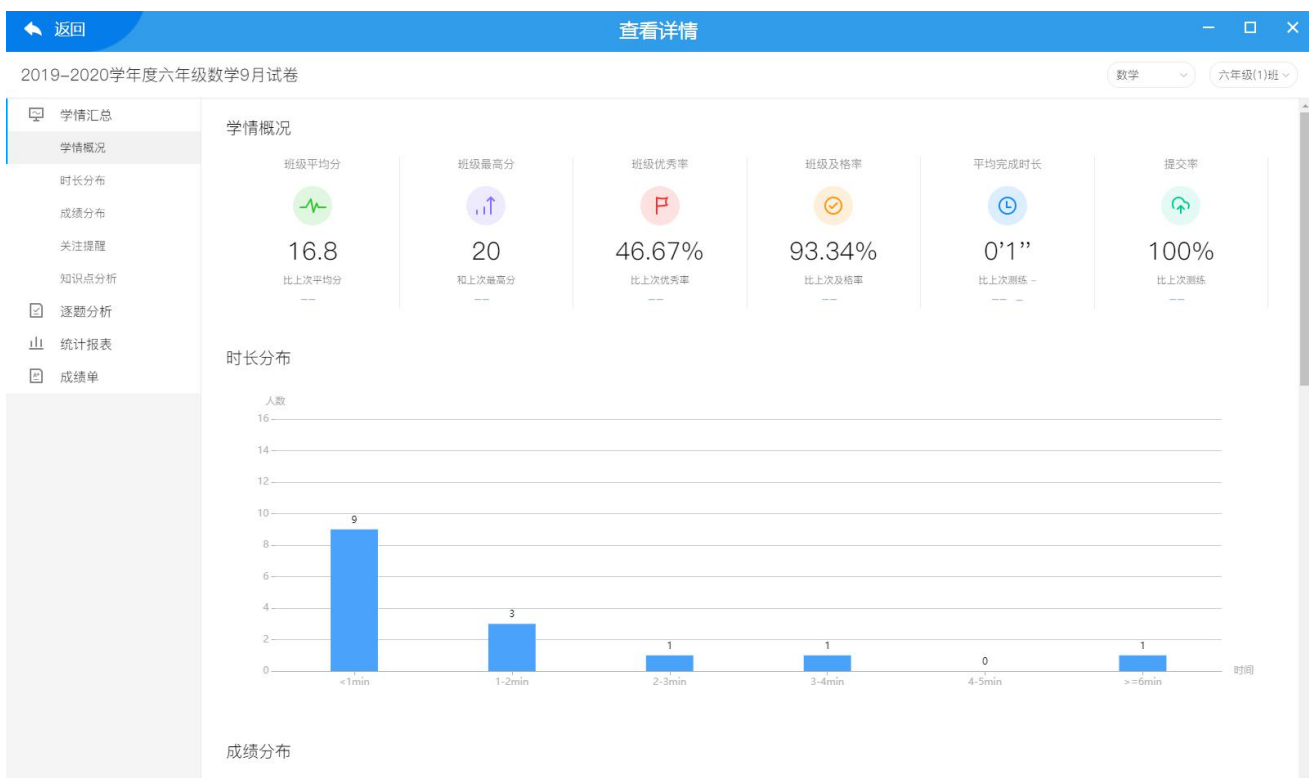 返回
查看详情
2019-2020学年度六年级数学9月试卷
数学
六年级(1)班
学情汇总
学情概况
时长分布
成绩分布
关注提醒
知识点分析
逐题分析
统计报表
成绩单
学情概况
班级平均分 班级最高分 班级优秀率 班级及格率 平均完成时长 提交率
16.8 20 46.67% 93.34% 0’1” 100%
比上次平均分 和上次最高分 比上次优秀率 比上次及格率 比上次测练 – 比上次测练
-- -- -- -- -- – --
时长分布
人数
16
14
12
10
9
8
6
4
3
2
1 1 0 1
0
<1min 1-2min 2-3min 3-4min 4-5min >=6min 时间
成绩分布